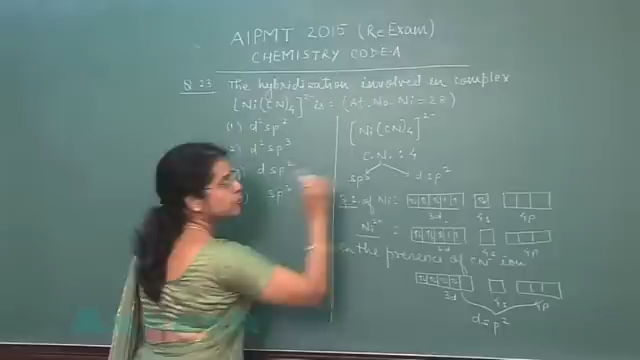 AIPMT 2015 (Re Exam)
CHEMISTRY CODE-A
Q 23 The hybridization involved in complex
[Ni(CN)4]2- is: (At. No. Ni = 28)
(1) d2sp2
(2) d2sp3
dsp2
sp3
[Ni(CN)4]2-
C.N. : 4
sp3 dsp2
G.S of Ni:
3d 4s 4p
Ni2+
3d 4s 4p
in the presence of CN- ion
3d 4s 4p
dsp2